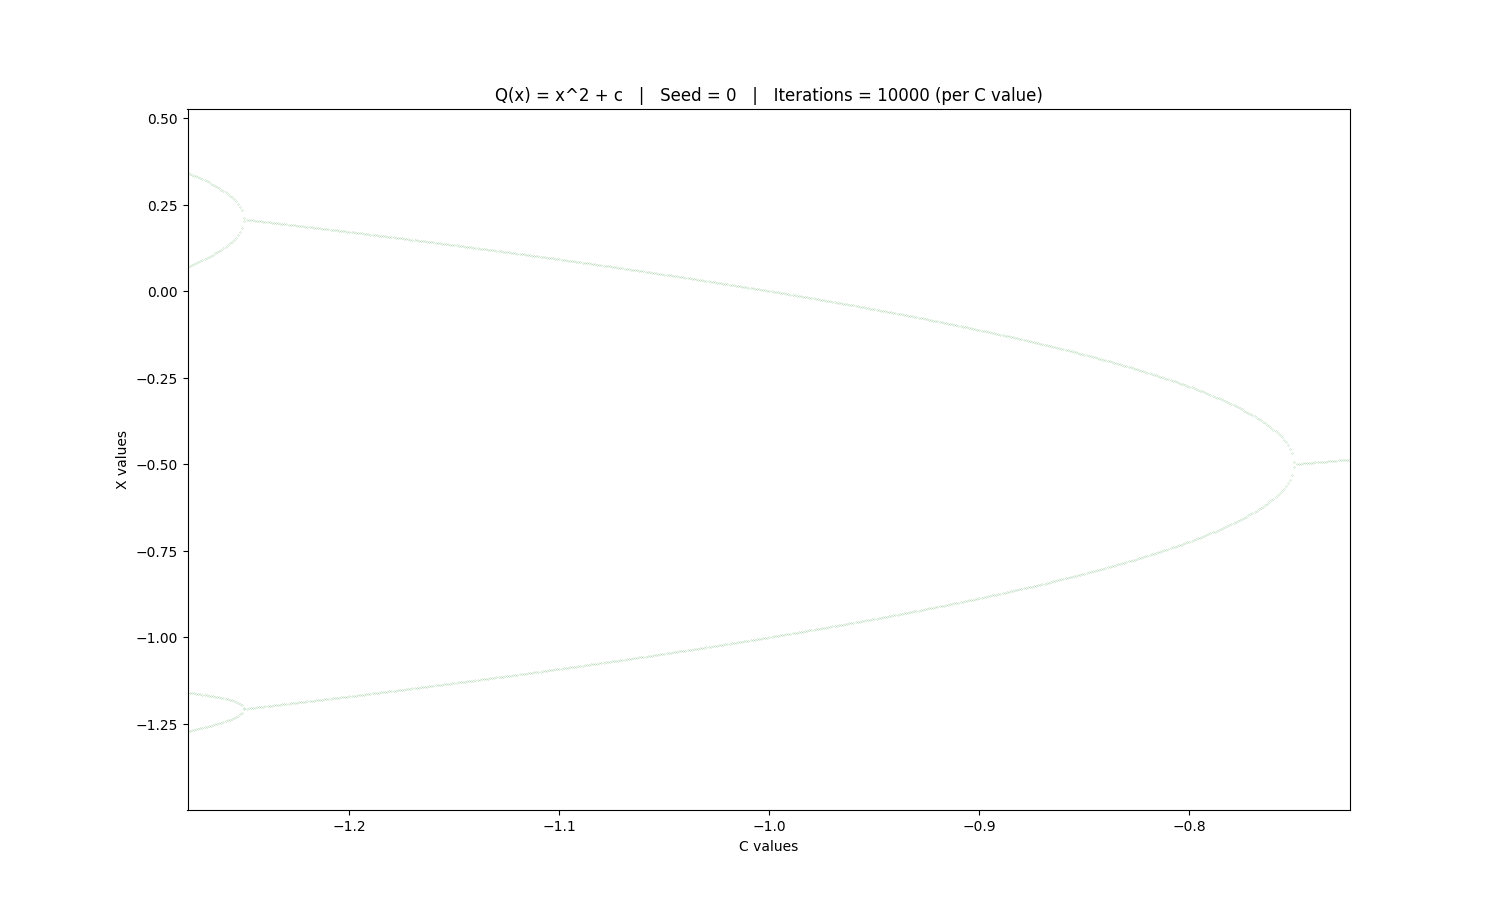 Q(x) = x^2 + c | Seed = 0 | Iterations = 10000 (per C value)
0.50
0.25
0.00
−0.25
−0.50
−0.75
−1.00
−1.25
X values
−1.2 −1.1 −1.0 −0.9 −0.8
C values